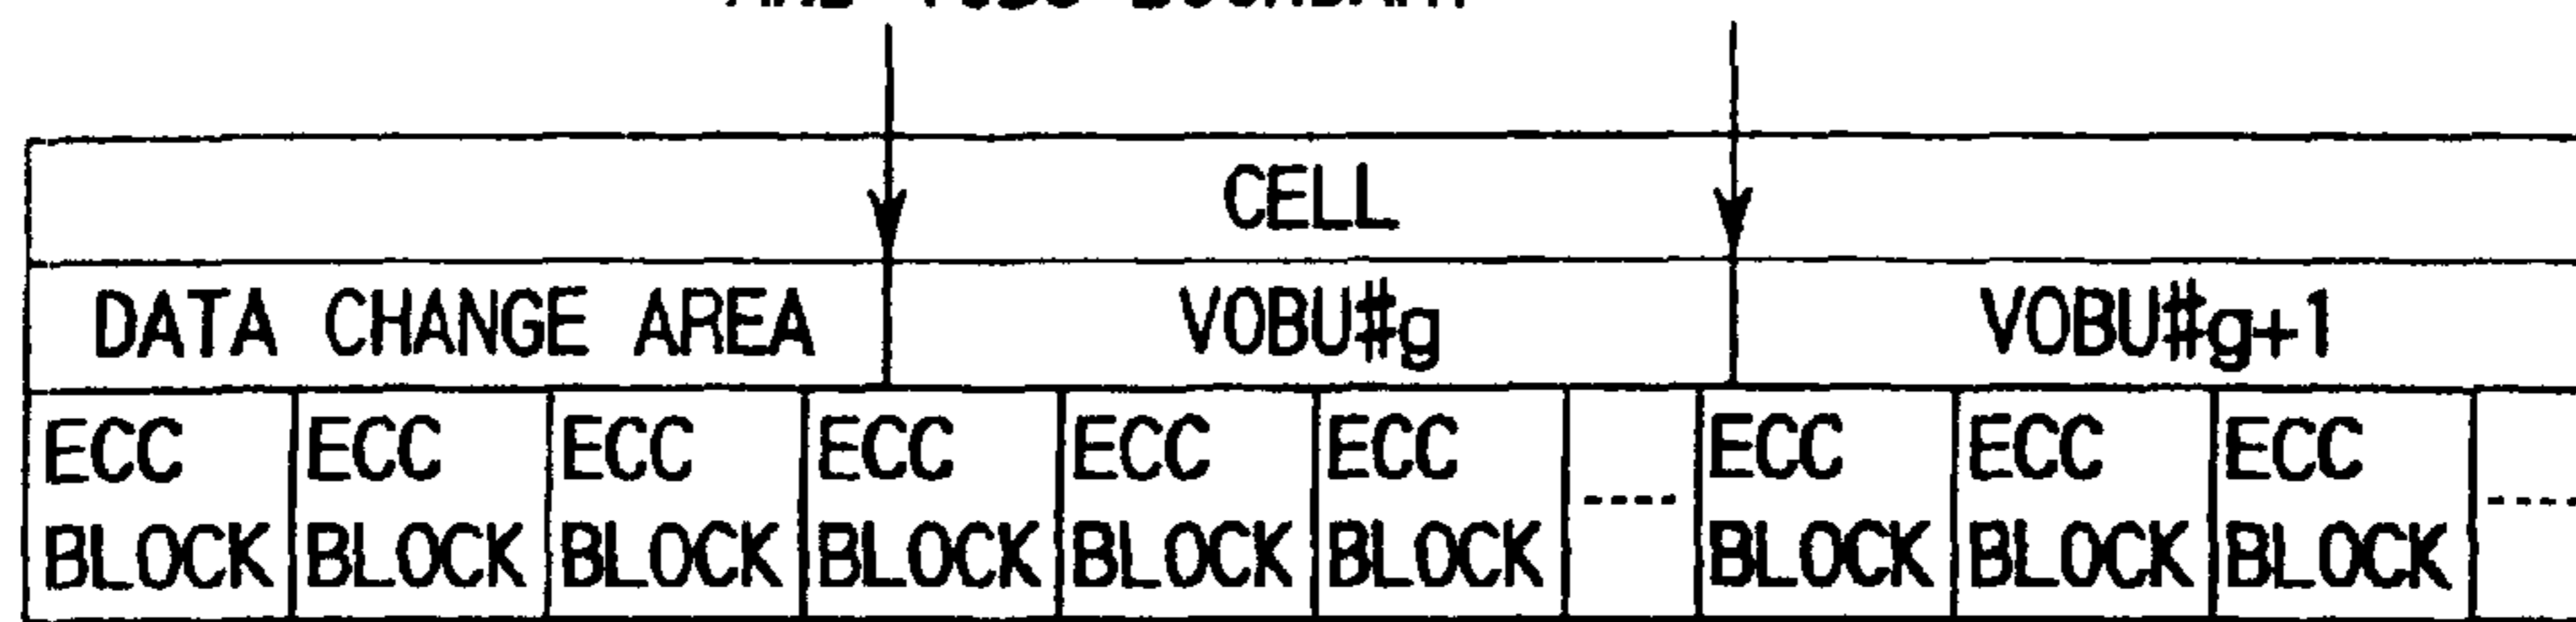 CELL
DATA CHANGE AREA VOBU#g VOBU#g+1
ECC ECC ECC ECC ECC ECC ECC ECC ECC
BLOCK BLOCK BLOCK BLOCK BLOCK BLOCK ---- BLOCK BLOCK BLOCK ----